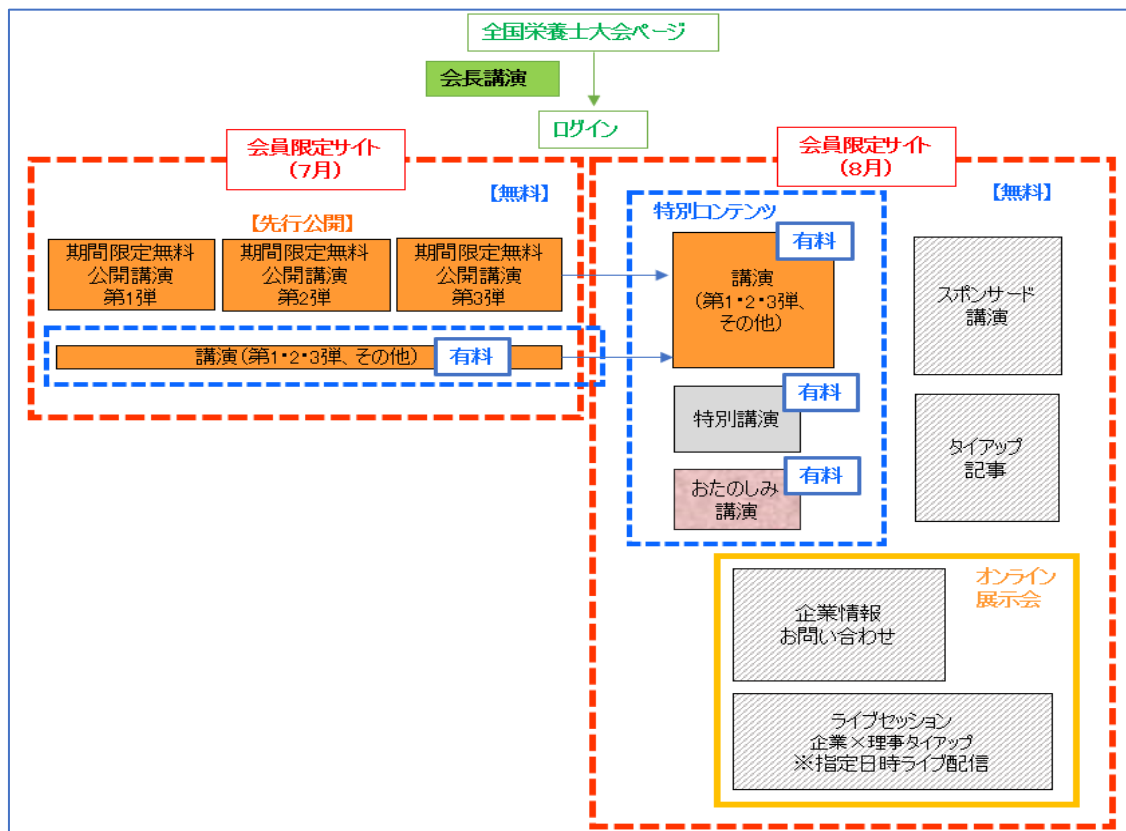 全国栄養士大会ページ
会長講演
ログイン
会員限定サイト
(7月)
【無料】
【先行公開】
期間限定無料
公開講演
第1弾
期間限定無料
公開講演
第2弾
期間限定無料
公開講演
第3弾
講演(第1・2・3弾、その他)
有料
会員限定サイト
(8月)
【無料】
特別コンテンツ
有料
講演
(第1・2・3弾、
その他)
有料
特別講演
有料
おたのしみ
講演
スポンサード
講演
タイアップ
記事
オンライン
展示会
企業情報
お問い合わせ
ライブセッション
企業×理事タイアップ
※指定日時ライブ配信